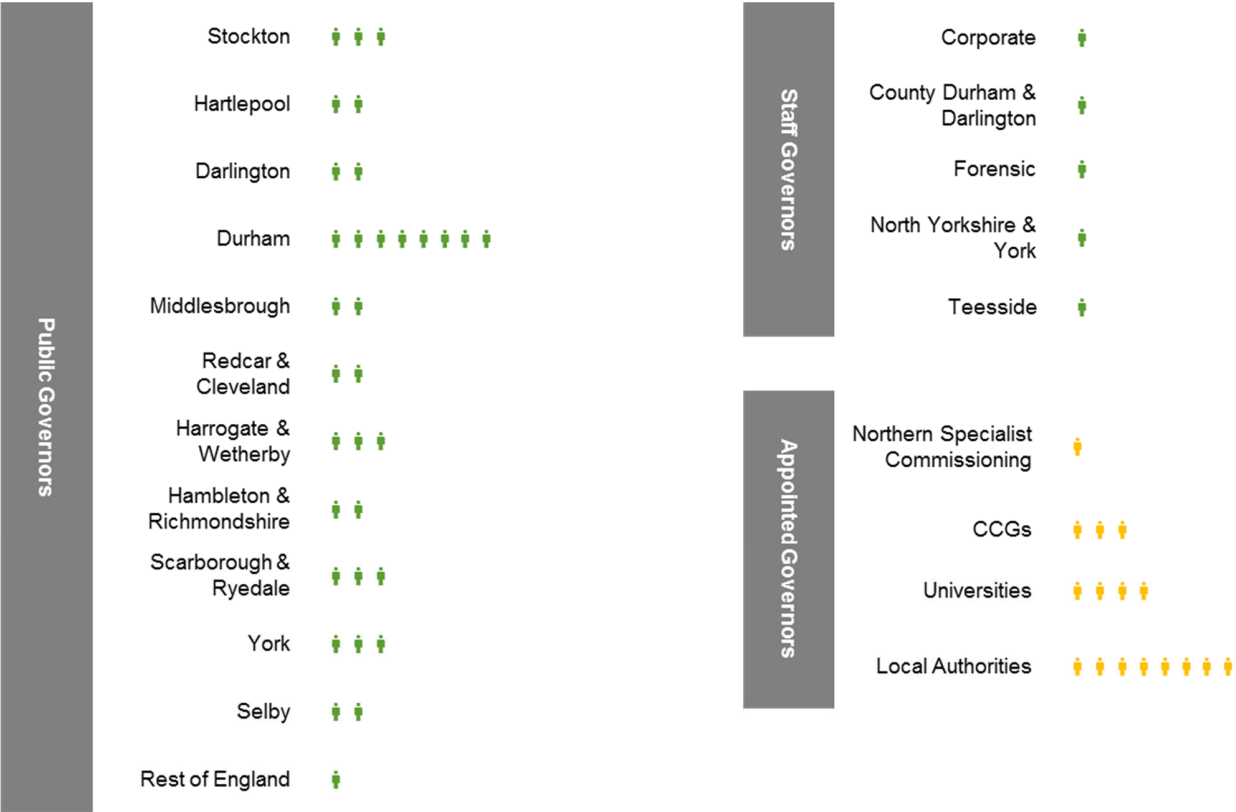 Public Governors
Stockton
Hartlepool
Darlington
Durham
Middlesbrough
Redcar &
Cleveland
Harrogate &
Wetherby
Hambleton &
Richmondshire
Scarborough &
Ryedale
York
Selby
Rest of England
Staff Governors
Corporate
County Durham &
Darlington
Forensic
North Yorkshire &
York
Teesside
Appointed Governors
Northern Specialist
Commissioning
CCGs
Universities
Local Authorities